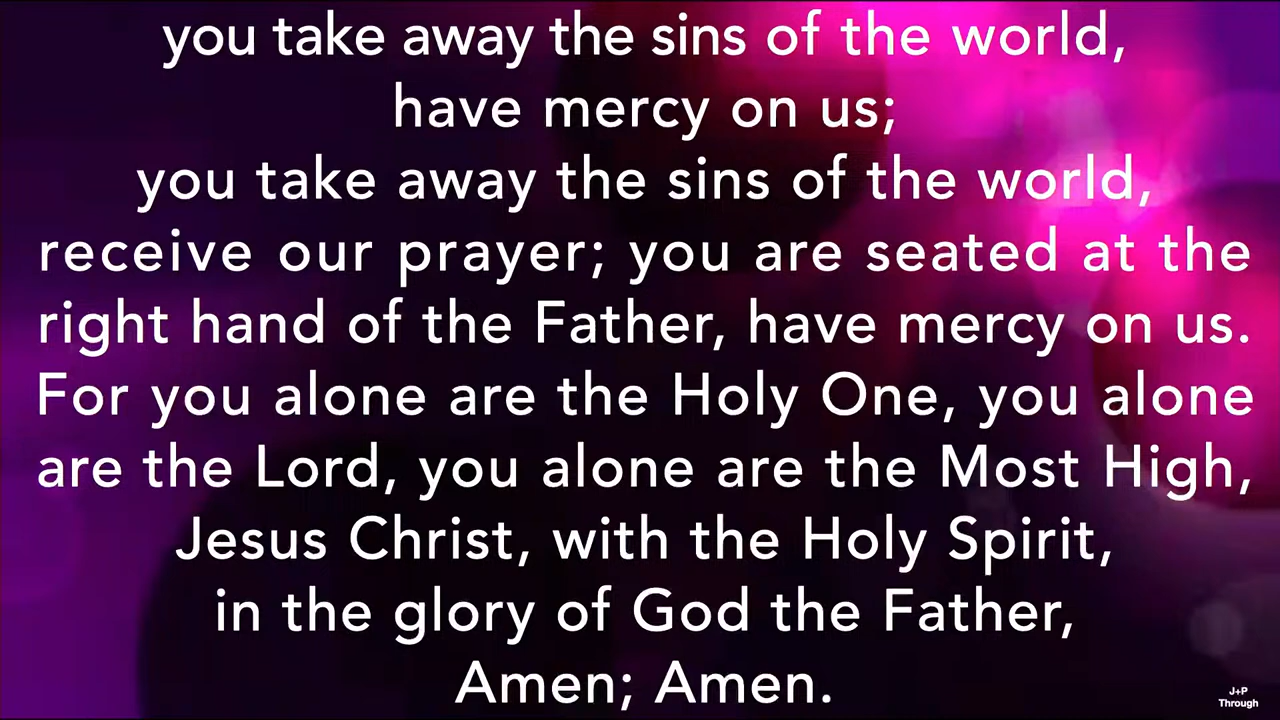 you take away the sins of the world,
have mercy on us;
you take away the sins of the world,
receive our prayer; you are seated at the
right hand of the Father, have mercy on us.
For you alone are the Holy One, you alone
are the Lord, you alone are the Most High,
Jesus Christ, with the Holy Spirit,
in the glory of God the Father,
Amen; Amen.
J+P
Through